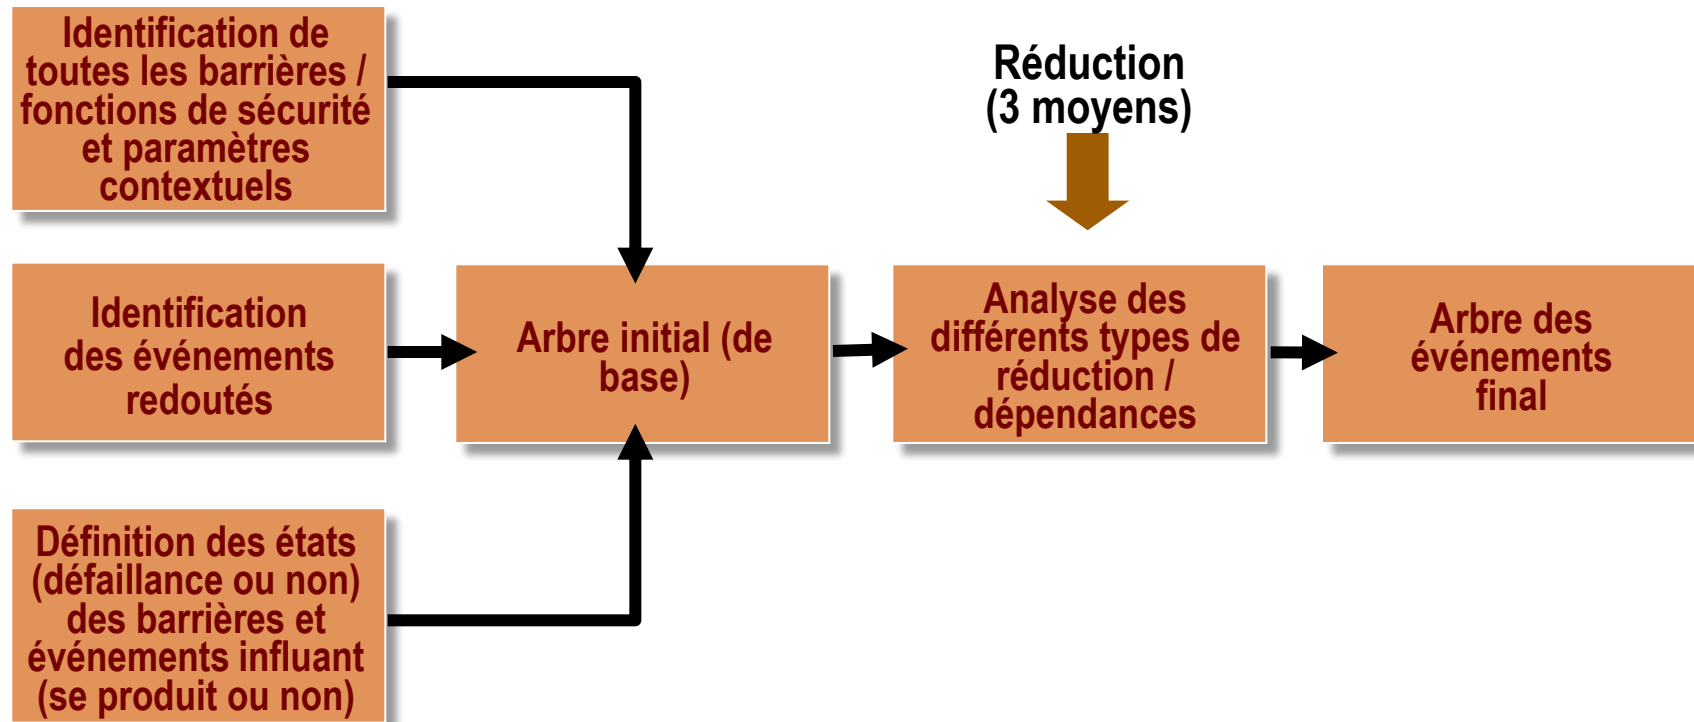 Identification de
toutes les barrières /
fonctions de sécurité
et paramètres
contextuels
Réduction
(3 moyens)
Identification
des événements
redoutés
Arbre initial (de
base)
Analyse des
différents types de
réduction /
dépendances
Arbre des
événements
final
Définition des états
(défaillance ou non)
des barrières et
événements influant
(se produit ou non)